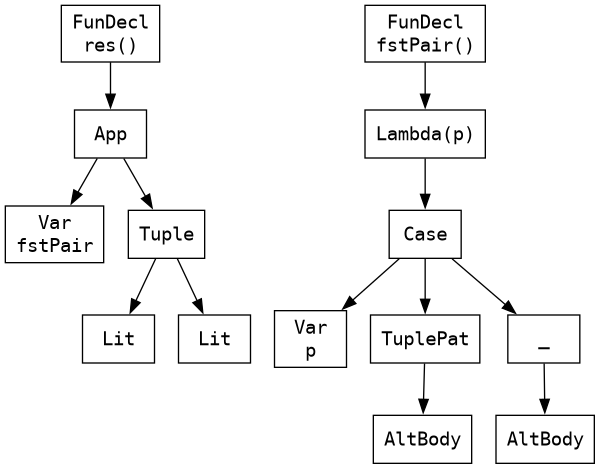 FunDecl
res()
FunDecl
fstPair()
App
Lambda(p)
Var
fstPair
Tuple
Case
Lit
Lit
Var
p
TuplePat
_
AltBody
AltBody